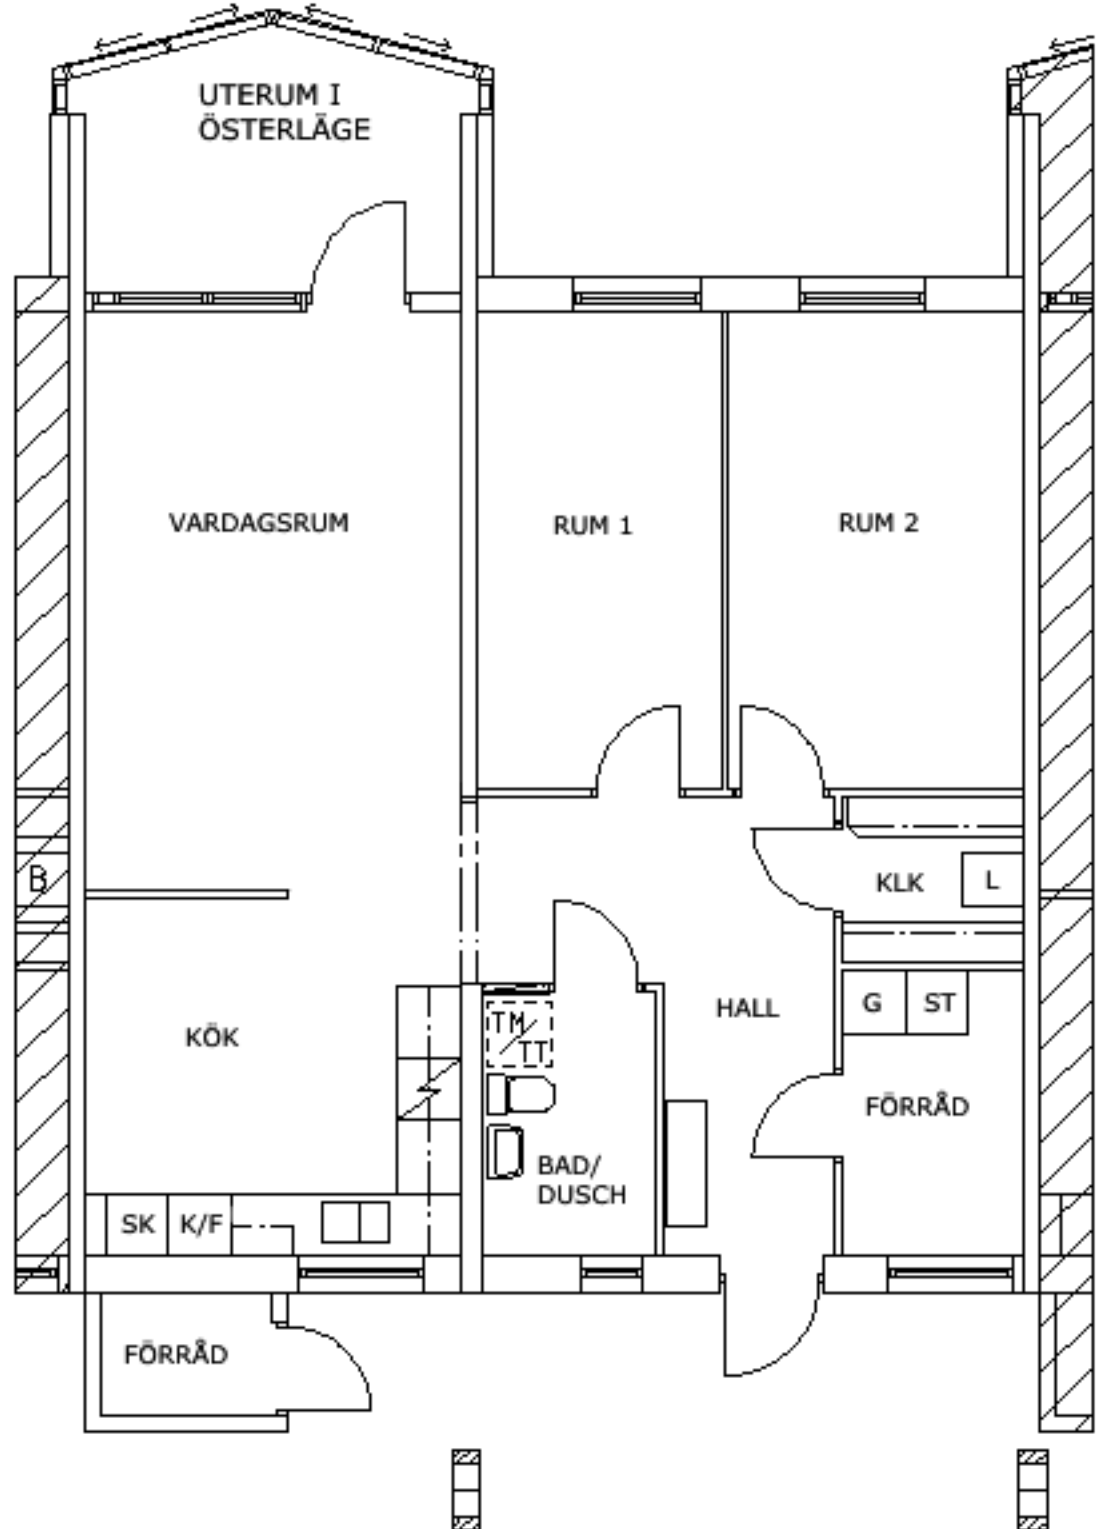 UTERUM I
ÖSTERLÄGE
VARDAGSRUM
RUM 1
RUM 2
B
KLK
L
KÖK
TM
TT
HALL
G
ST
FÖRRÅD
BAD/
DUSCH
SK
K/F
FÖRRÅD